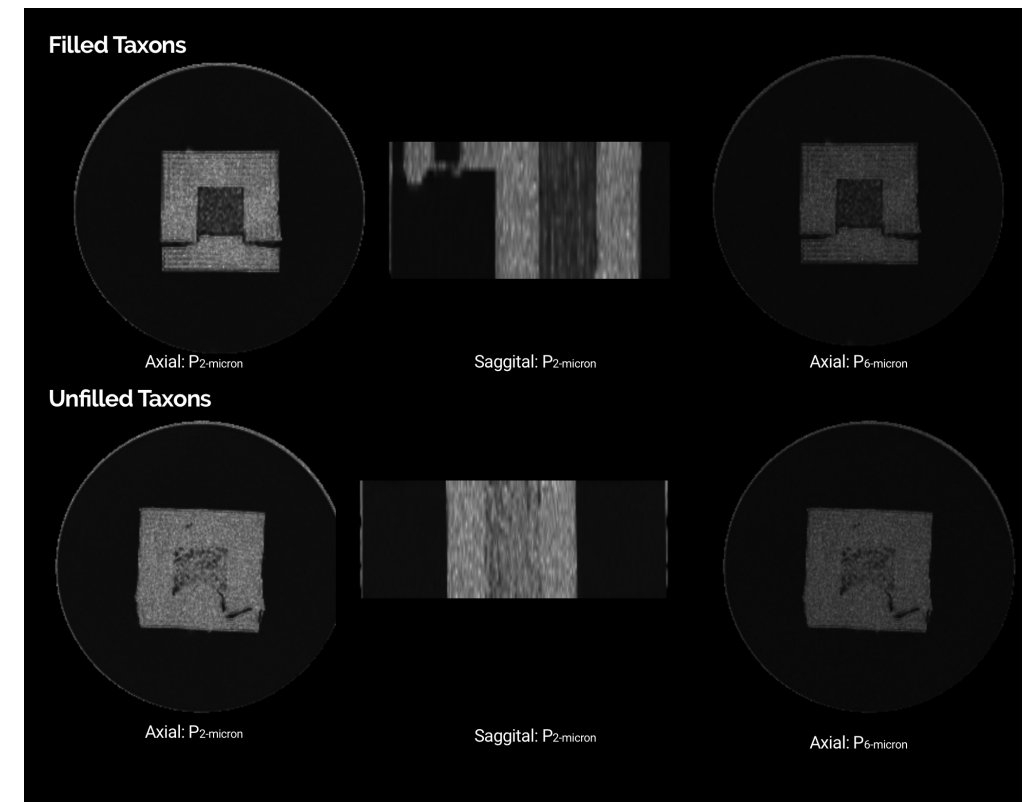 Filled Taxons
Axial: P2-micron
Saggital: P2-micron
Axial: P6-micron
Unfilled Taxons
Axial: P2-micron
Saggital: P2-micron
Axial: P6-micron